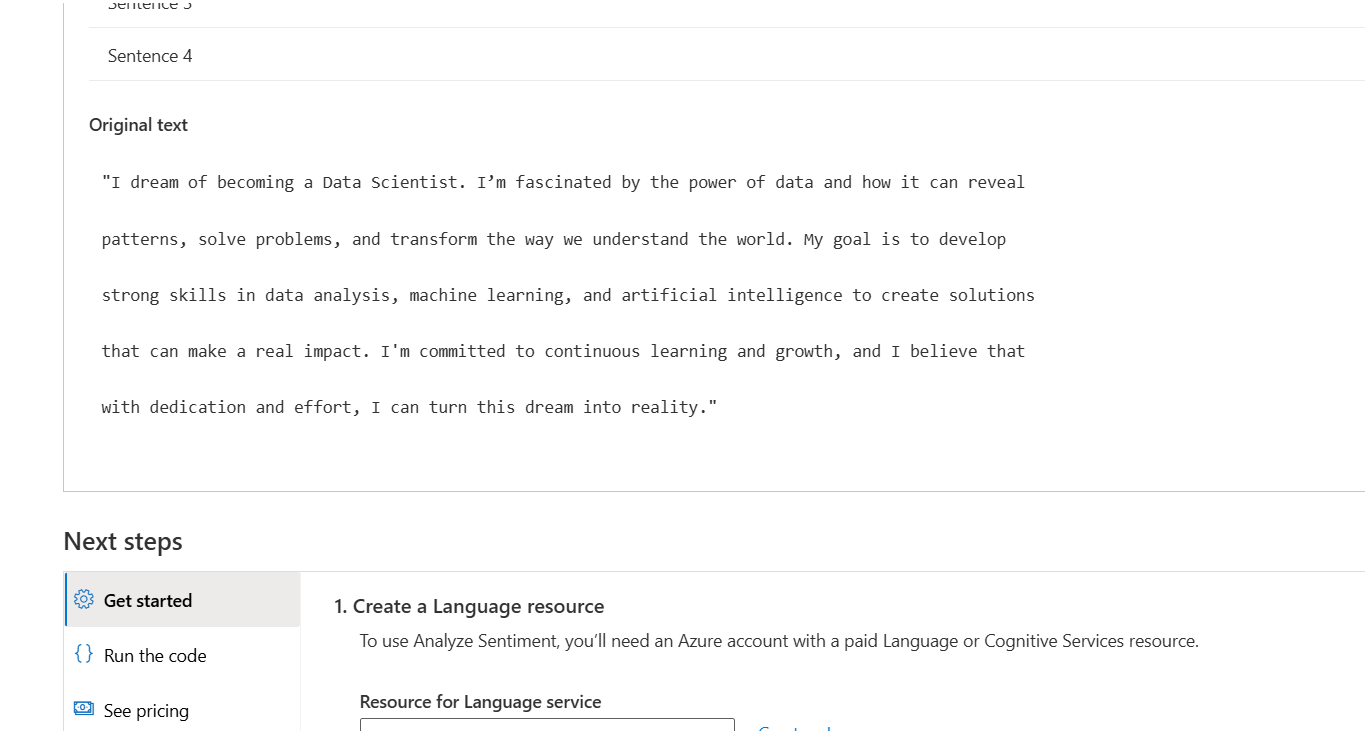 Sentence 3
Sentence 4
Original text
"I dream of becoming a Data Scientist. I’m fascinated by the power of data and how it can reveal
patterns, solve problems, and transform the way we understand the world. My goal is to develop
strong skills in data analysis, machine learning, and artificial intelligence to create solutions
that can make a real impact. I'm committed to continuous learning and growth, and I believe that
with dedication and effort, I can turn this dream into reality."
Next steps
Get started
Run the code
See pricing
1. Create a Language resource
To use Analyze Sentiment, you’ll need an Azure account with a paid Language or Cognitive Services resource.
Resource for Language service